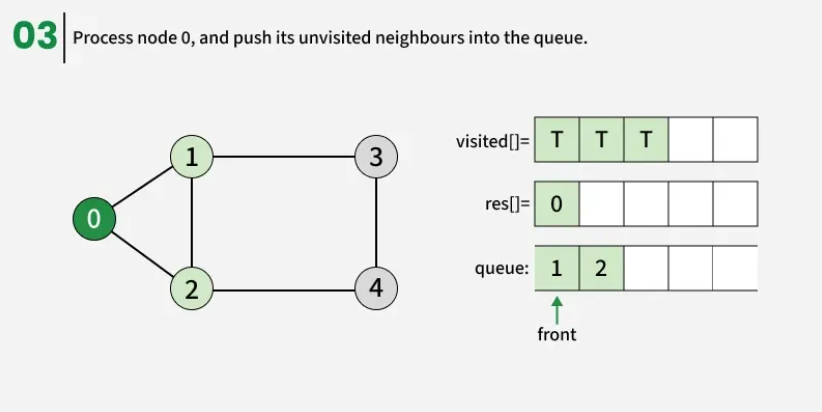 03 Process node 0, and push its unvisited neighbours into the queue.
1 3
0
2 4
visited[]= T T T
res[]= 0
queue: 1 2
front